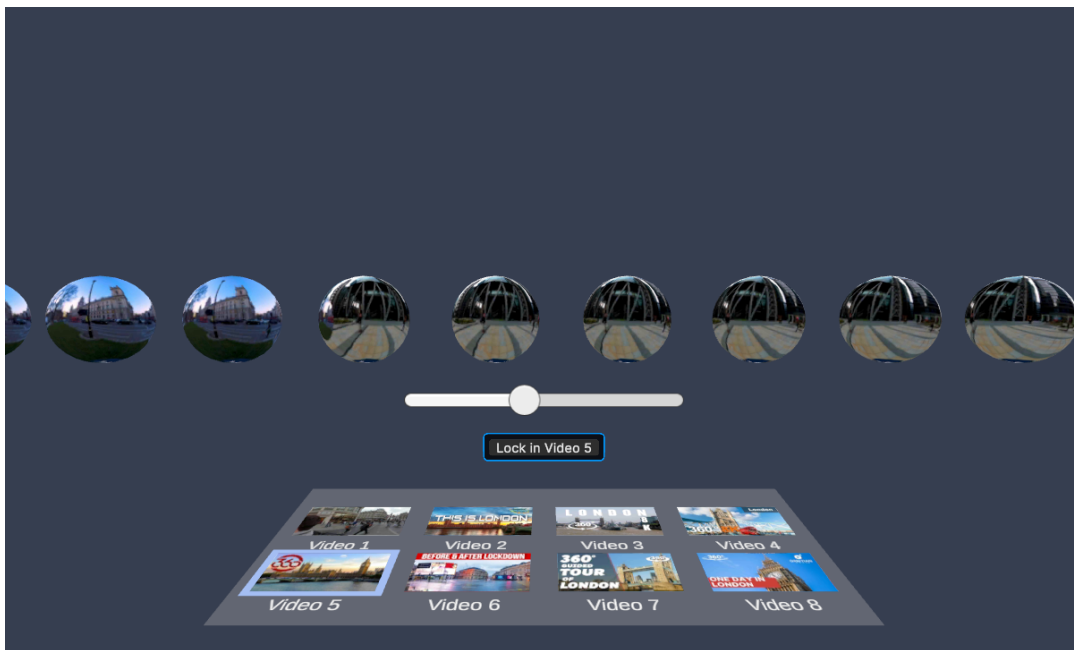 Lock in Video 5
THIS IS LONDON
LONDON
UK
360°
London
360°
Video 1
Video 2
Video 3
Video 4
360
BEFORE & AFTER LOCKDOWN
360°
GUIDED
TOUR
OF
LONDON
360°
ONE DAY IN
LONDON
Video 5
Video 6
Video 7
Video 8